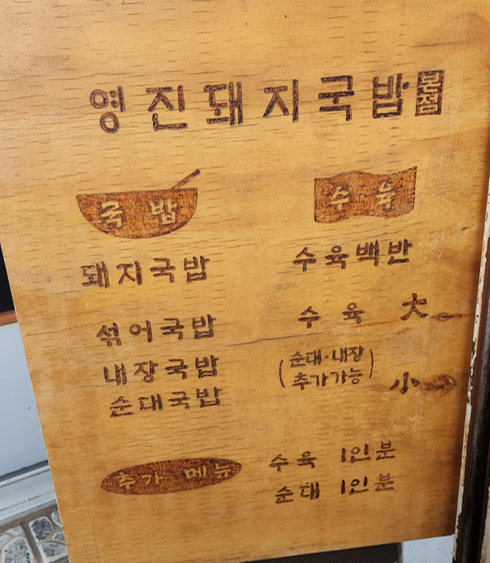 영진돼지국밥 본점
국밥
돼지국밥
섞어국밥
내장국밥
순대국밥
수육
수육백반
수육 大
(순대·내장
추가가능) 小
추가 메뉴
수육 1인분
순대 1인분